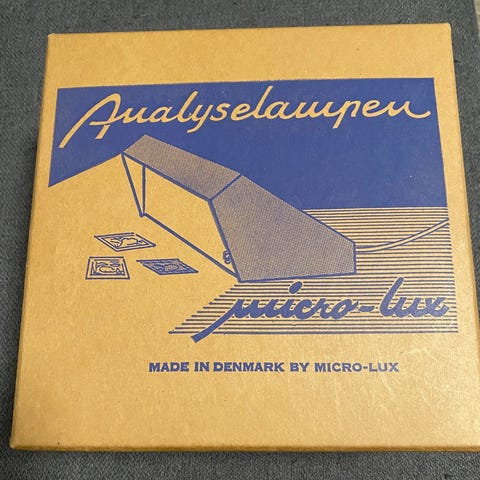 Analyselampen
micro-lux
MADE IN DENMARK BY MICRO-LUX